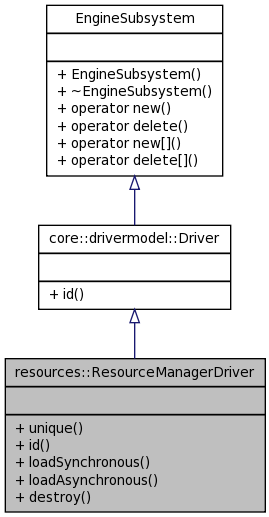 EngineSubsystem
+ EngineSubsystem()
+ ~EngineSubsystem()
+ operator new()
+ operator delete()
+ operator new[]()
+ operator delete[]()
core::drivermodel::Driver
+ id()
resources::ResourceManagerDriver
+ unique()
+ id()
+ loadSynchronous()
+ loadAsynchronous()
+ destroy()